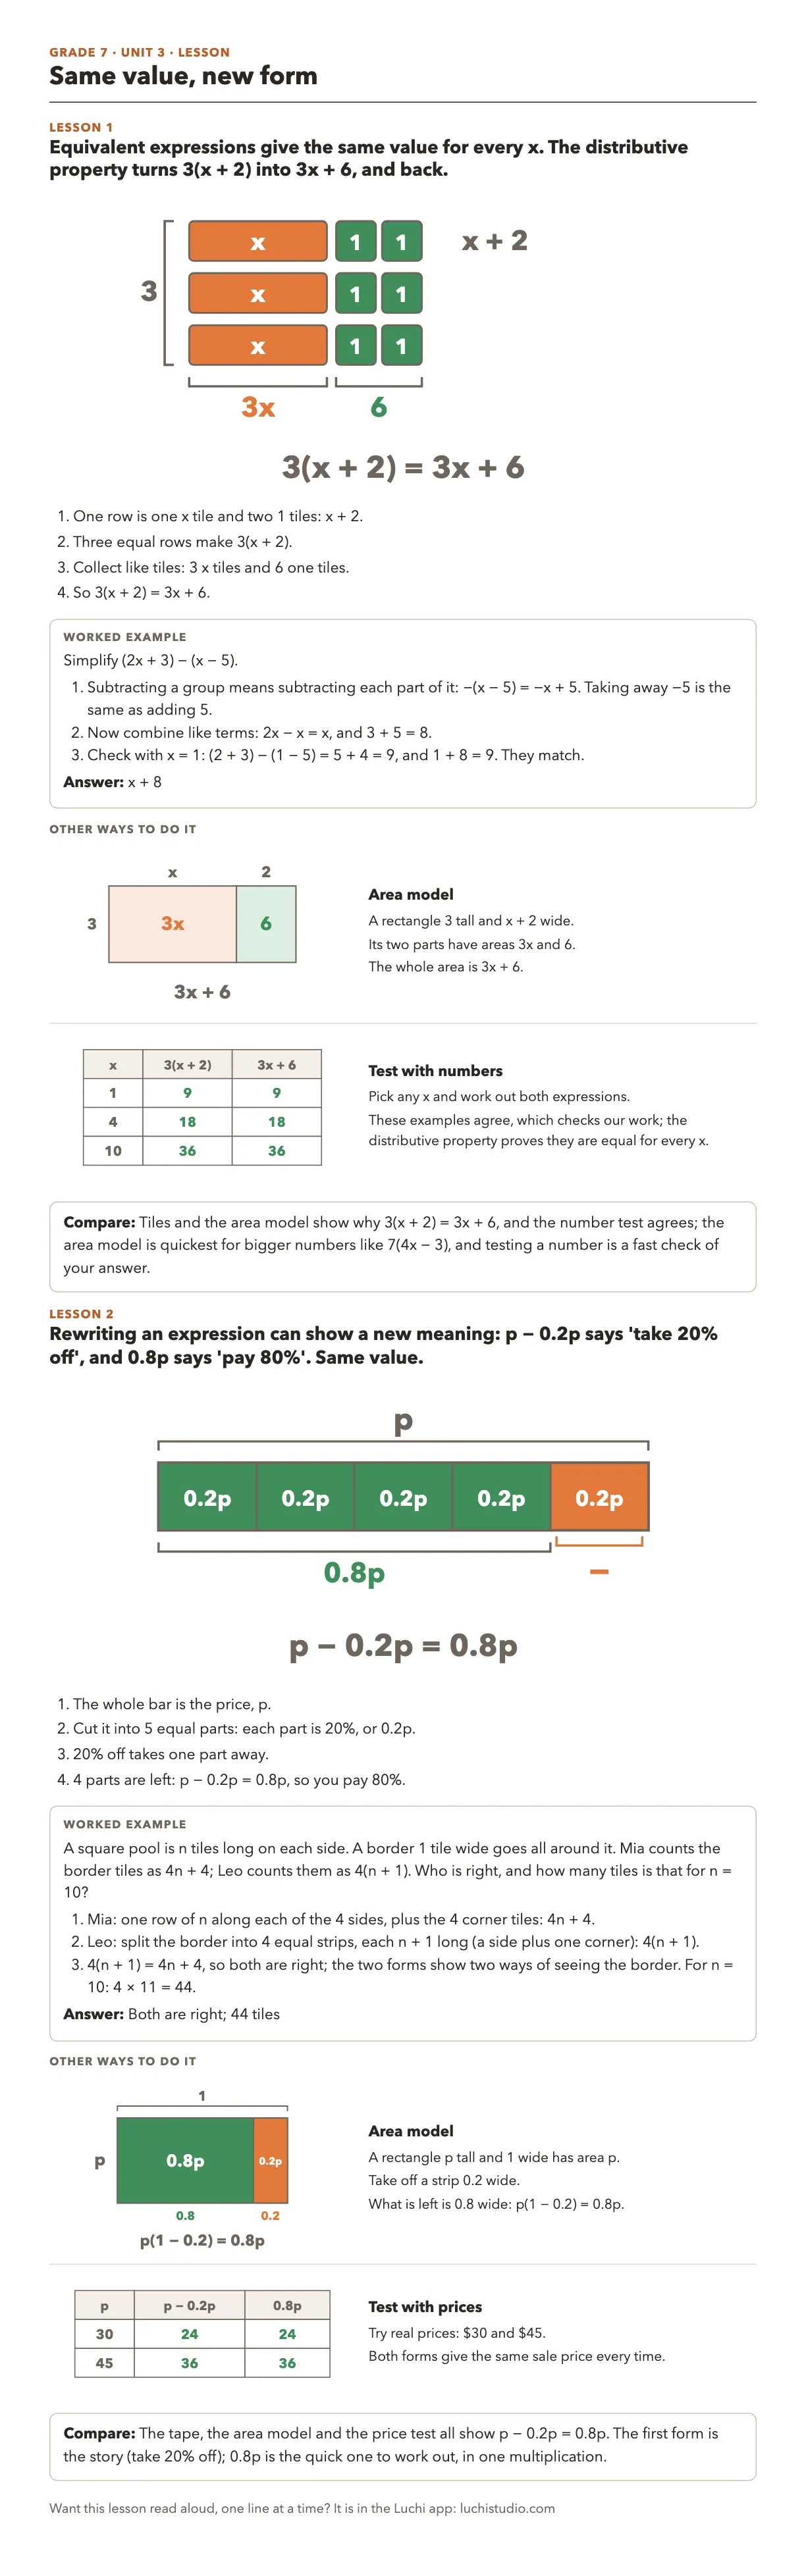 GRADE 7 · UNIT 3 · LESSON
Same value, new form
LESSON 1
Equivalent expressions give the same value for every x. The distributive
property turns 3(x + 2) into 3x + 6, and back.
x 1 1 x + 2
3 x 1 1
x 1 1
3x 6
3(x + 2) = 3x + 6
1. One row is one x tile and two 1 tiles: x + 2.
2. Three equal rows make 3(x + 2).
3. Collect like tiles: 3 x tiles and 6 one tiles.
4. So 3(x + 2) = 3x + 6.
WORKED EXAMPLE
Simplify (2x + 3) − (x − 5).
1. Subtracting a group means subtracting each part of it: −(x − 5) = −x + 5. Taking away −5 is the
same as adding 5.
2. Now combine like terms: 2x − x = x, and 3 + 5 = 8.
3. Check with x = 1: (2 + 3) − (1 − 5) = 5 + 4 = 9, and 1 + 8 = 9. They match.
Answer: x + 8
OTHER WAYS TO DO IT
x 2
3 3x 6
3x + 6
Area model
A rectangle 3 tall and x + 2 wide.
Its two parts have areas 3x and 6.
The whole area is 3x + 6.
x 3(x + 2) 3x + 6
1 9 9
4 18 18
10 36 36
Test with numbers
Pick any x and work out both expressions.
These examples agree, which checks our work; the
distributive property proves they are equal for every x.
Compare: Tiles and the area model show why 3(x + 2) = 3x + 6, and the number test agrees; the
area model is quickest for bigger numbers like 7(4x − 3), and testing a number is a fast check of
your answer.
LESSON 2
Rewriting an expression can show a new meaning: p − 0.2p says 'take 20%
off', and 0.8p says 'pay 80%'. Same value.
p
0.2p 0.2p 0.2p 0.2p 0.2p
0.8p −
p − 0.2p = 0.8p
1. The whole bar is the price, p.
2. Cut it into 5 equal parts: each part is 20%, or 0.2p.
3. 20% off takes one part away.
4. 4 parts are left: p − 0.2p = 0.8p, so you pay 80%.
WORKED EXAMPLE
A square pool is n tiles long on each side. A border 1 tile wide goes all around it. Mia counts the
border tiles as 4n + 4; Leo counts them as 4(n + 1). Who is right, and how many tiles is that for n =
10?
1. Mia: one row of n along each of the 4 sides, plus the 4 corner tiles: 4n + 4.
2. Leo: split the border into 4 equal strips, each n + 1 long (a side plus one corner): 4(n + 1).
3. 4(n + 1) = 4n + 4, so both are right; the two forms show two ways of seeing the border. For n =
10: 4 × 11 = 44.
Answer: Both are right; 44 tiles
OTHER WAYS TO DO IT
1
p 0.8p 0.2p
0.8 0.2
p(1 − 0.2) = 0.8p
Area model
A rectangle p tall and 1 wide has area p.
Take off a strip 0.2 wide.
What is left is 0.8 wide: p(1 − 0.2) = 0.8p.
p p − 0.2p 0.8p
30 24 24
45 36 36
Test with prices
Try real prices: $30 and $45.
Both forms give the same sale price every time.
Compare: The tape, the area model and the price test all show p − 0.2p = 0.8p. The first form is
the story (take 20% off); 0.8p is the quick one to work out, in one multiplication.
Want this lesson read aloud, one line at a time? It is in the Luchi app: luchistudio.com